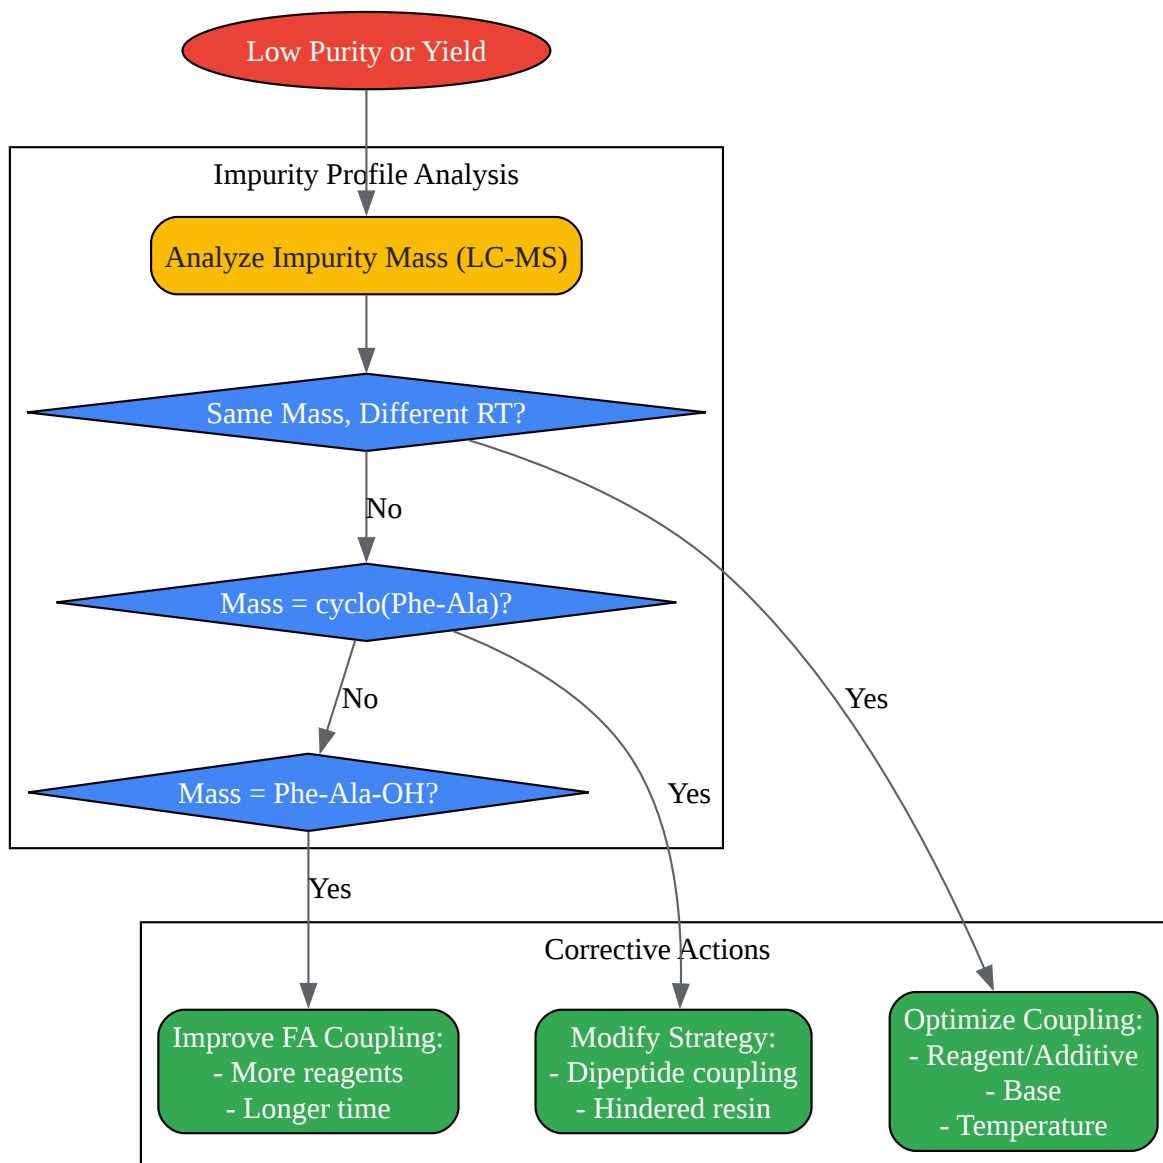 Low Purity or Yield
Impurity Profile Analysis
Analyze Impurity Mass (LC-MS)
Same Mass, Different RT?
No
Mass = cyclo(Phe-Ala)?
No
Yes
Mass = Phe-Ala-OH?
Yes
Yes
Corrective Actions
Improve FA Coupling:
- More reagents
- Longer time
Modify Strategy:
- Dipeptide coupling
- Hindered resin
Optimize Coupling:
- Reagent/Additive
- Base
- Temperature